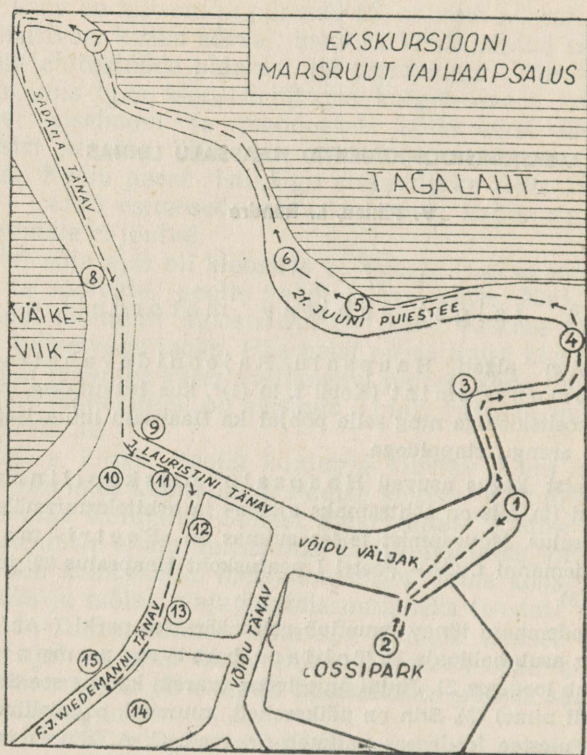 EKSKURSIOONI
MARSRUUT (A) HAAPSALUS
7
SADAMA TÄNAV
TAGALAHT
6
5
21. JUUNI PUIESTEE
4
8
VÄIKE-
VIIK
3
9
10
11
J. LAURISTINI TÄNAV
12
1
VÕIDU VÄLJAK
13
VÕIDU TÄNAV
2
LOSSIPARK
15
F.J. WIEDEMANNI TÄNAV
14